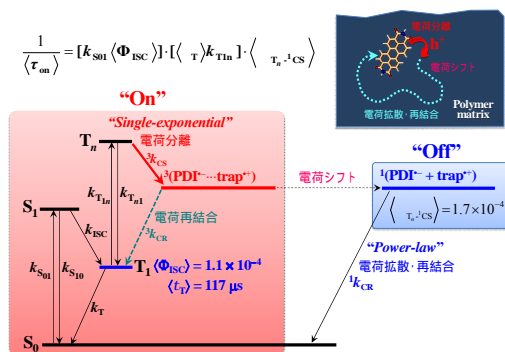 1/⟨τon⟩ = [kS01⟨ΦISC⟩]·[⟨ T⟩kT1n]·⟨ Tn-1CS⟩
電荷分離
h+
電荷シフト
電荷拡散・再結合
Polymer
matrix
"On"
"Single-exponential"
電荷分離
Tn
3kCS
3(PDI•−···trap•+)
電荷シフト
"Off"
1(PDI•− + trap•+)
⟨ Tn-1CS⟩ = 1.7×10−4
kT1n
kTn1
電荷再結合
3kCR
S1
kISC
T1
⟨ΦISC⟩ = 1.1 × 10−4
⟨tT⟩ = 117 μs
"Power-law"
電荷拡散・再結合
1kCR
kS01
kS10
kT
S0